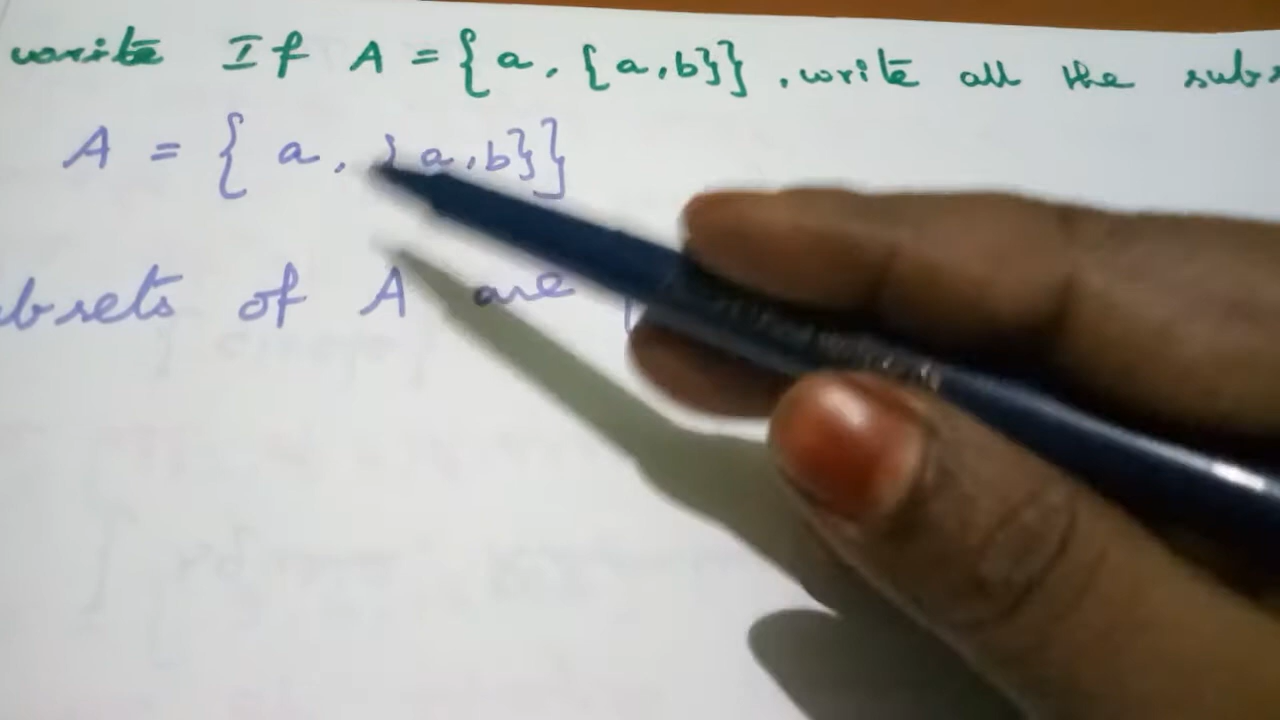 write If A = {a, {a,b}}, write all the subs
A = { a, {a,b}}
bsets of A are {